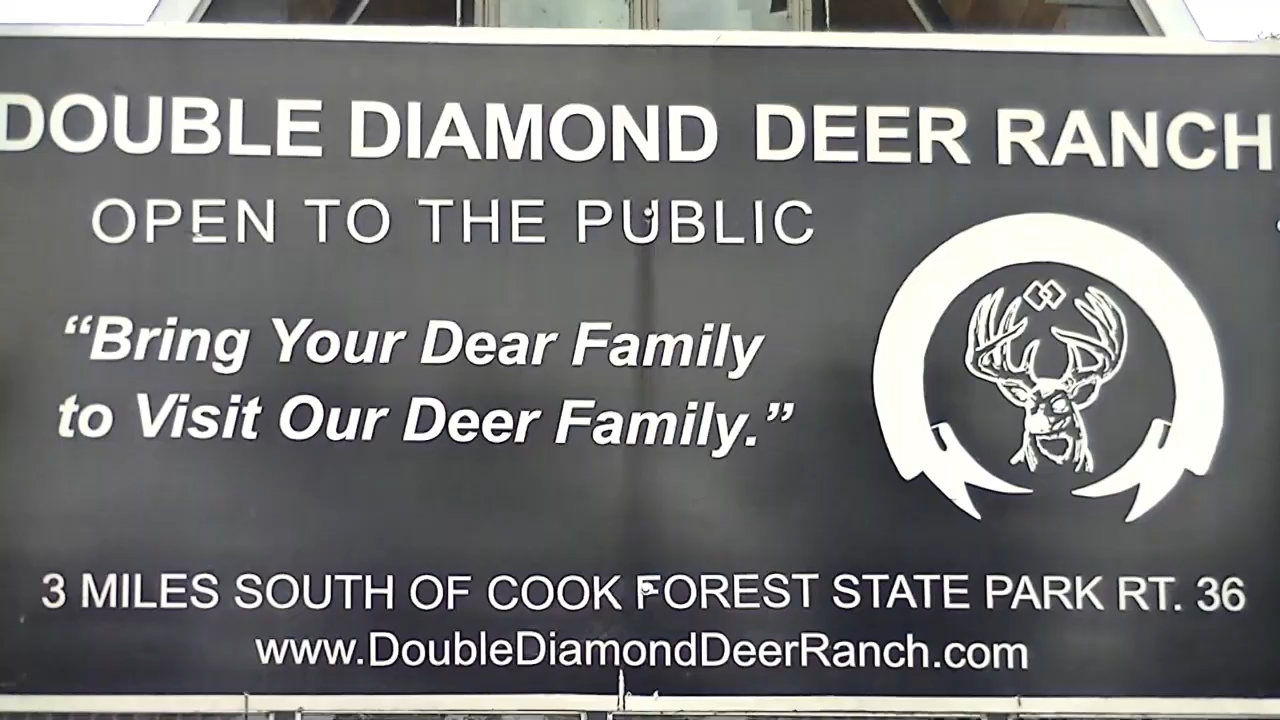 DOUBLE DIAMOND DEER RANCH
OPEN TO THE PUBLIC
“Bring Your Dear Family
to Visit Our Deer Family.”
3 MILES SOUTH OF COOK FOREST STATE PARK RT. 36
www.DoubleDiamondDeerRanch.com